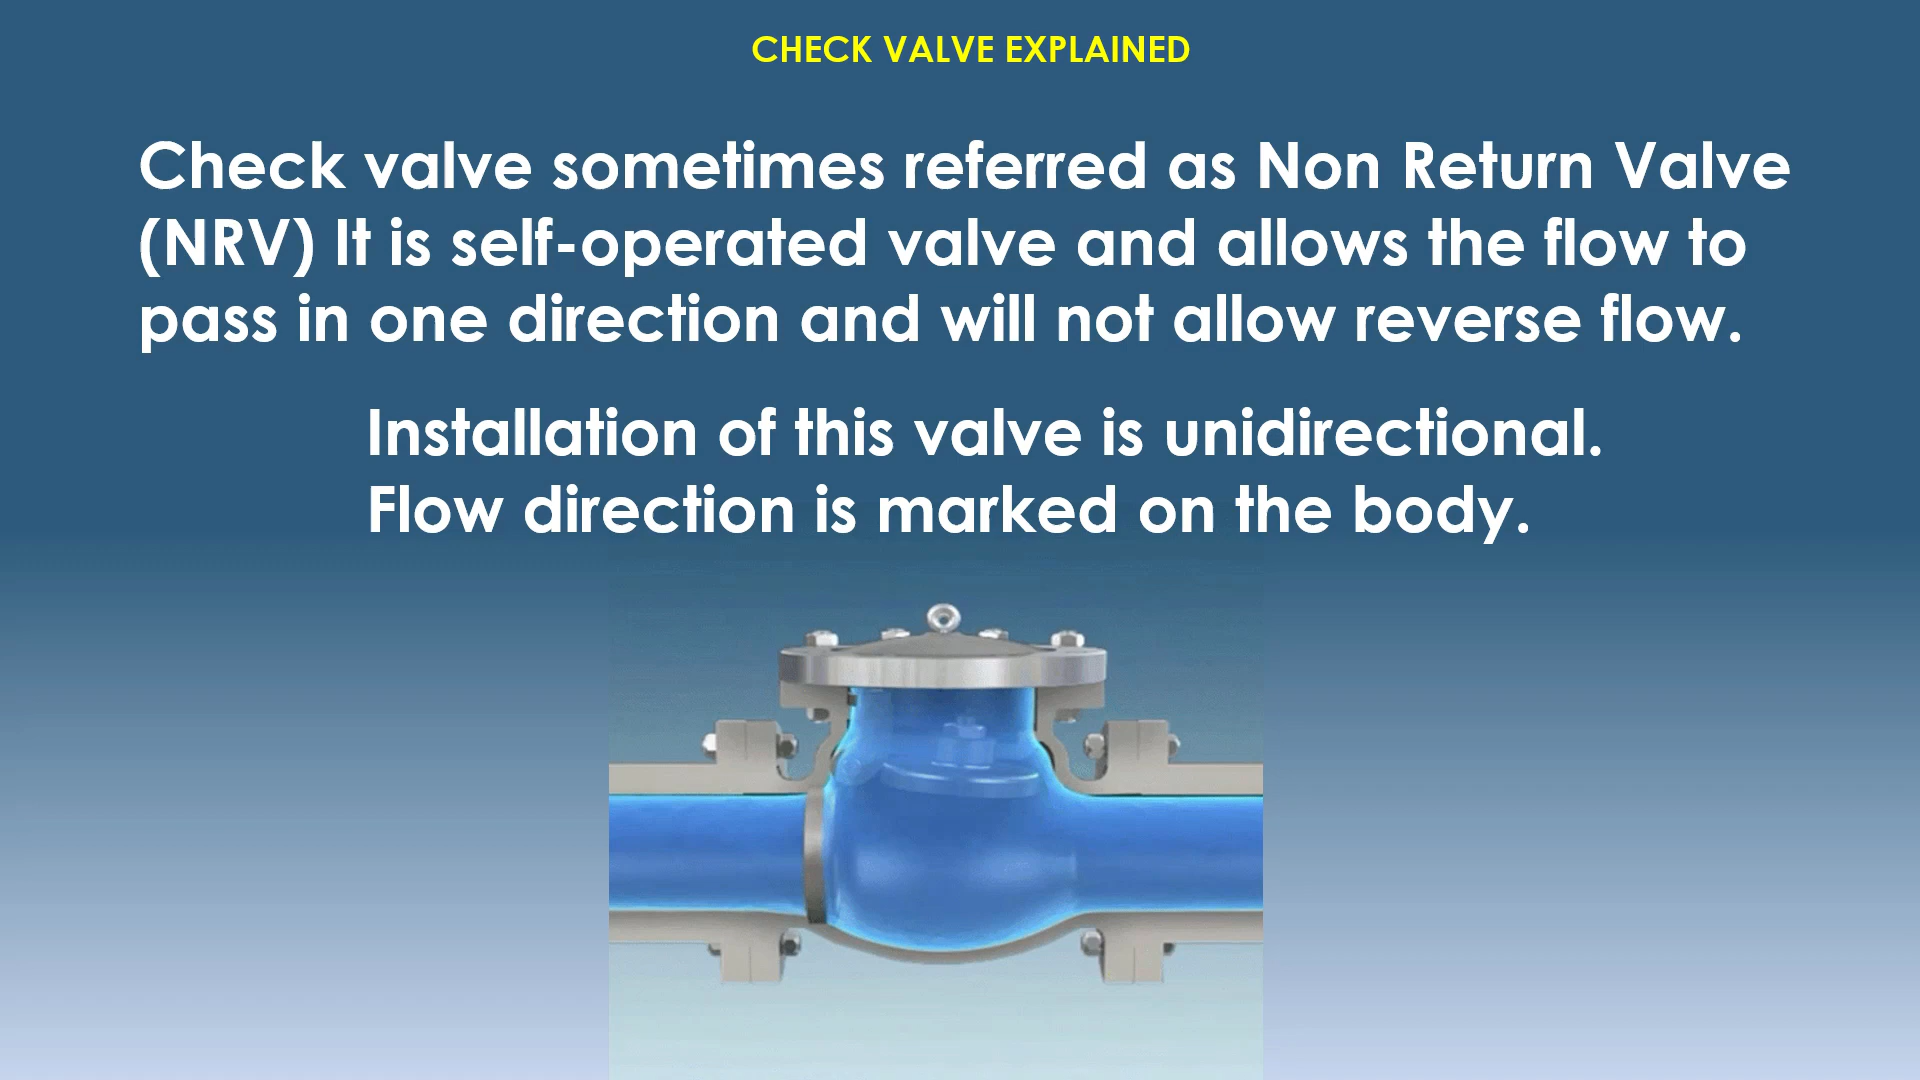 CHECK VALVE EXPLAINED
Check valve sometimes referred as Non Return Valve
(NRV) It is self-operated valve and allows the flow to
pass in one direction and will not allow reverse flow.
Installation of this valve is unidirectional.
Flow direction is marked on the body.